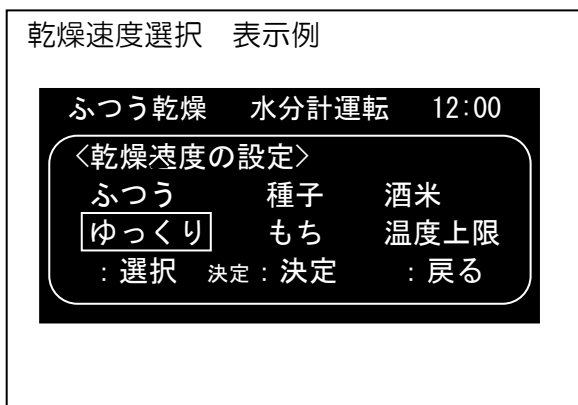 乾燥速度選択　表示例
ふつう乾燥　水分計運転　12:00
〈乾燥速度の設定〉
ふつう　種子　酒米
ゆっくり　もち　温度上限
：選択　決定：決定　：戻る